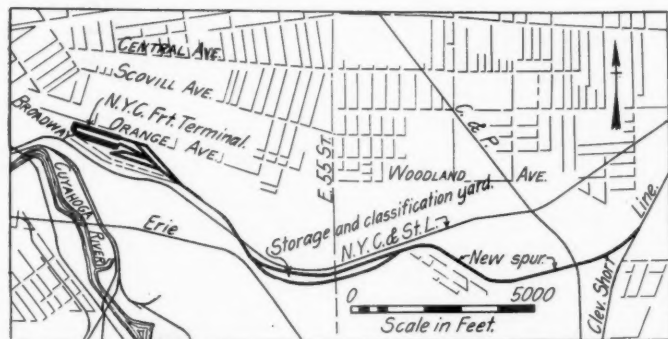 CENTRAL AVE.
SCOVILL AVE.
N.Y.C. Frt. Terminal.
BROADWAY
ORANGE AVE.
C. & P.
E. 55 ST.
WOODLAND AVE.
CUYAHOGA RIVER
Erie
Storage and classification yard.
N.Y.C. & St. L.
New spur
Clev. Short Line.
0 5000
Scale in Feet.